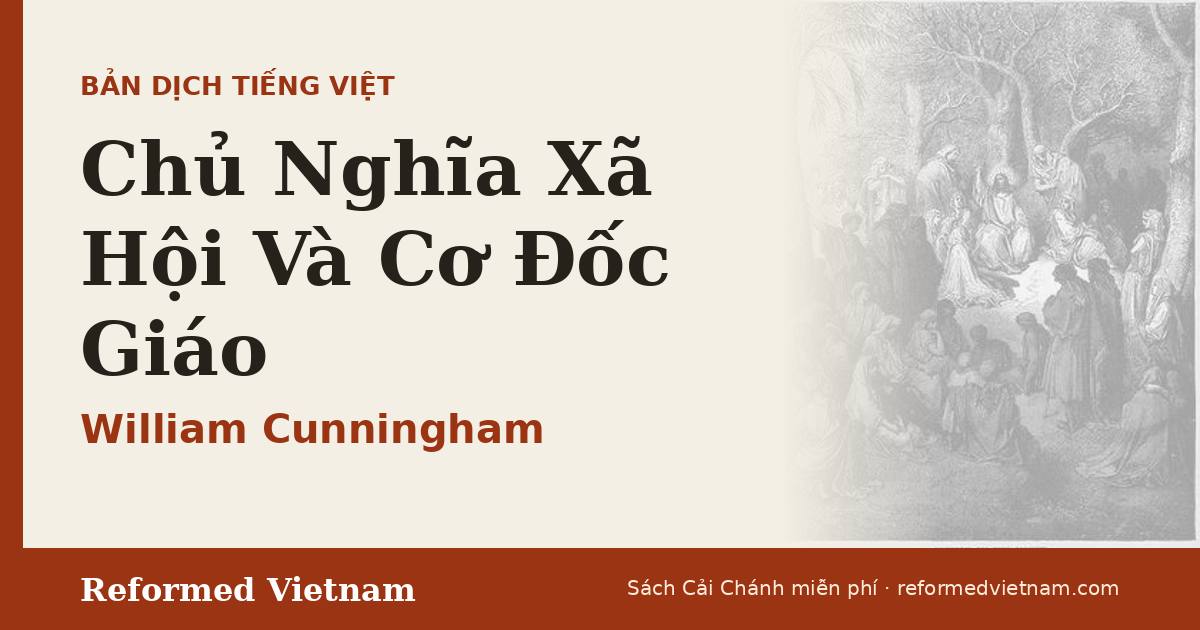 BẢN DỊCH TIẾNG VIỆT
Chủ Nghĩa Xã
Hội Và Cơ Đốc
Giáo
William Cunningham
Reformed Vietnam
Sách Cải Chánh miễn phí · reformedvietnam.com